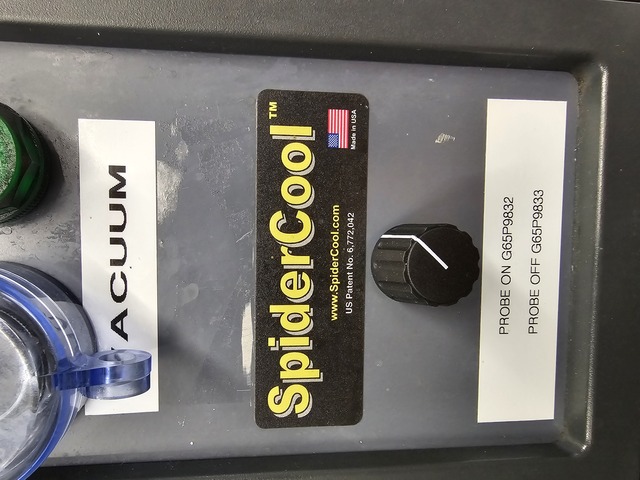 ACUUM
SpiderCool™
Made in USA
www.SpiderCool.com
US Patent No. 6,772,042
PROBE ON G65P9832
PROBE OFF G65P9833